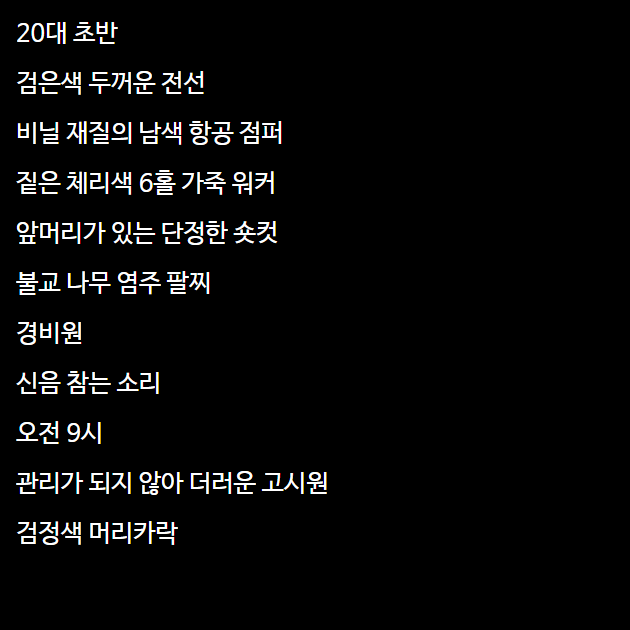 20대 초반
검은색 두꺼운 전선
비닐 재질의 남색 항공 점퍼
짙은 체리색 6홀 가죽 워커
앞머리가 있는 단정한 숏컷
불교 나무 염주 팔찌
경비원
신음 참는 소리
오전 9시
관리가 되지 않아 더러운 고시원
검정색 머리카락